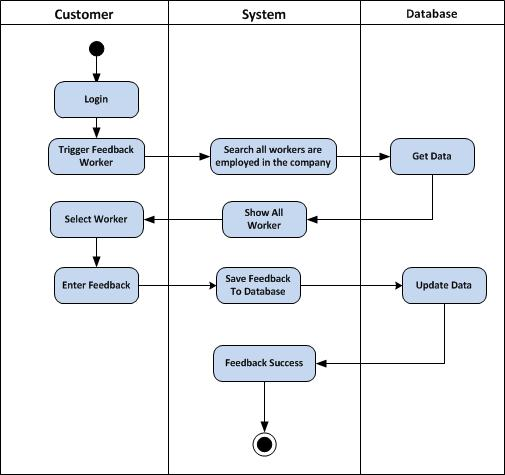 Customer
System
Database
Login
Trigger Feedback
Worker
Search all workers are
employed in the company
Get Data
Select Worker
Show All
Worker
Enter Feedback
Save Feedback
To Database
Update Data
Feedback Success